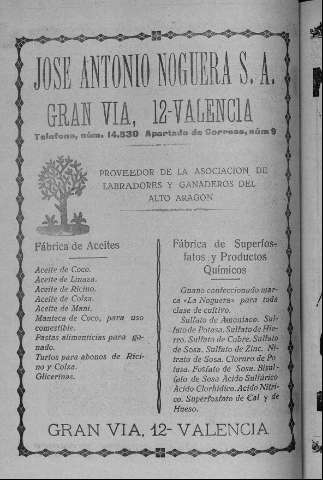 JOSE ANTONIO NOGUERA S. A.
GRAN VIA, 12-VALENCIA
Telefono, núm. 14.530 Apartado de Correos, núm 9
PROVEEDOR DE LA ASOCIACION DE
LABRADORES Y GANADEROS DEL
ALTO ARAGON
Fábrica de Aceites
Aceite de Coco.
Aceite de Linaza.
Aceite de Ricino.
Aceite de Colza.
Aceite de Maní.
Manteca de Coco, para uso
comestible.
Pastas alimenticias para ga-
nado.
Turtos para abonos de Rici-
no y Colza.
Glicerinas.
Fábrica de Superfos-
fatos y Productos
Químicos
Guano confeccionado mar-
ca «La Noguera» para toda
clase de cultivo.
Sulfato de Amoniaco. Sul-
fato de Potasa. Sulfato de Hie-
rro. Sulfato de Cobre. Sulfato
de Sosa. Sulfato de Zinc. Ni-
trato de Sosa. Cloruro de Po-
tasa. Fosfato de Sosa. Bisul-
fato de Sosa Acido Sulfúrico
Acido Clorhídico. Acido Nítri-
co. Superfosfato de Cal y de
Hueso.
GRAN VIA, 12- VALENCIA